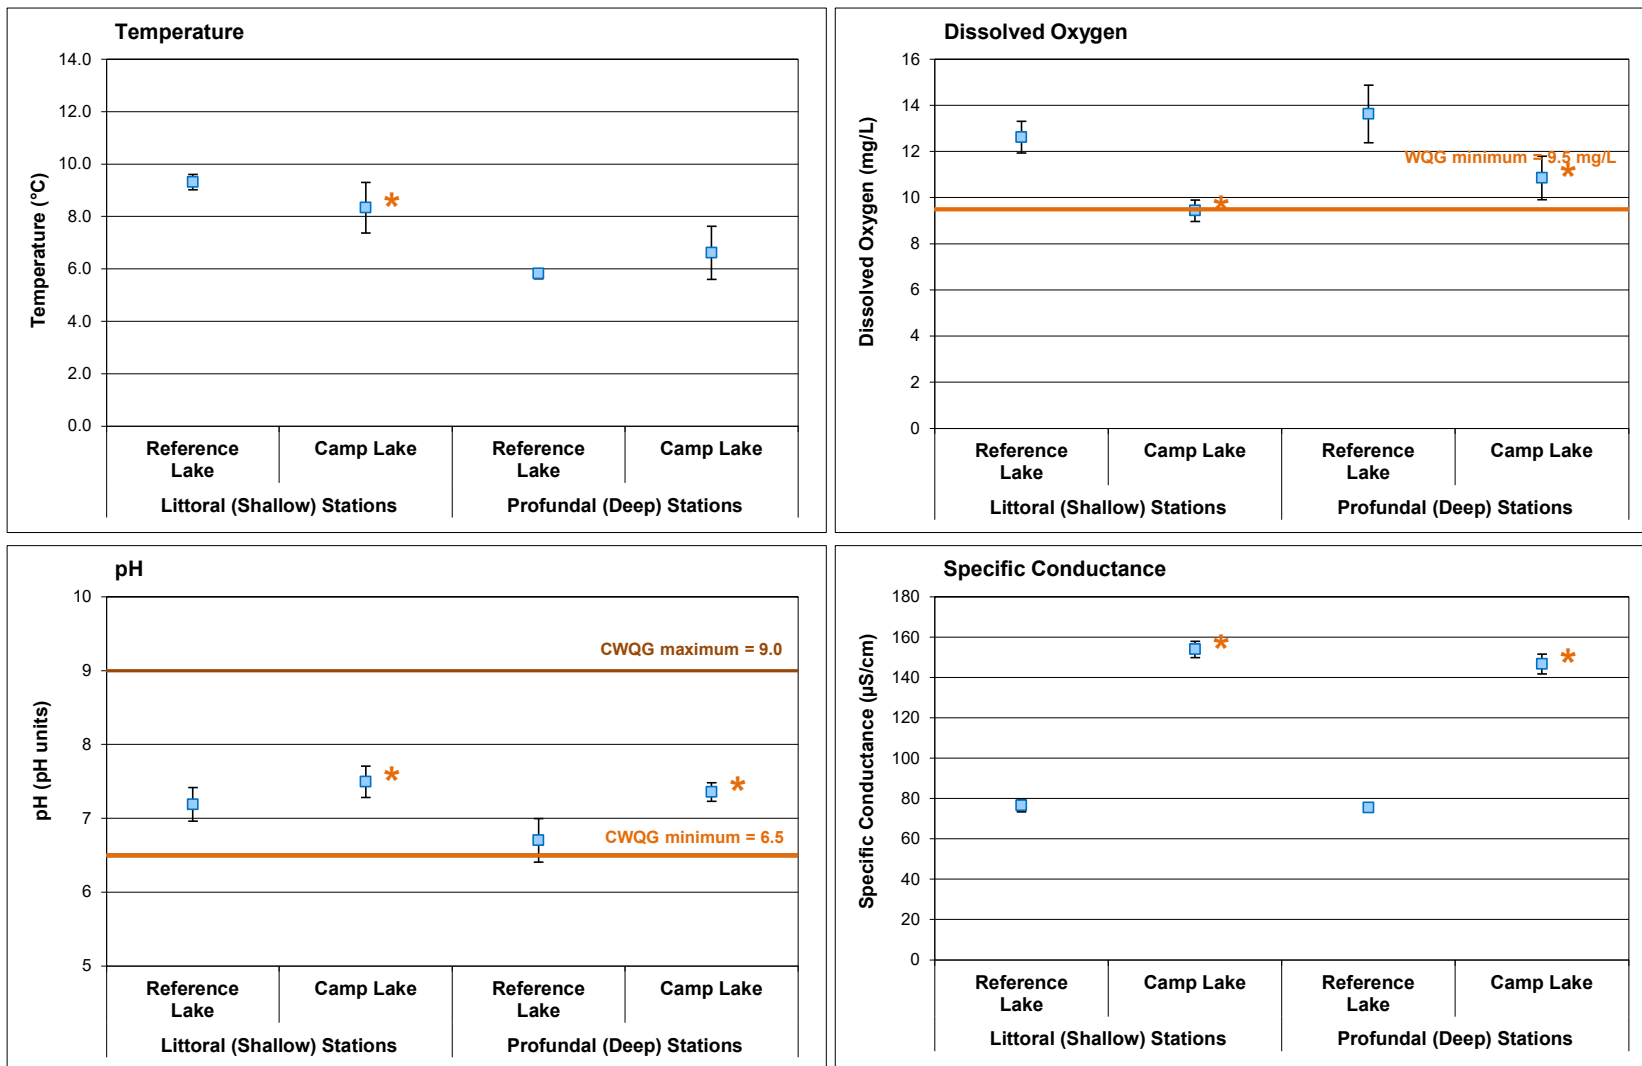 Temperature
14.0
12.0
10.0
8.0
6.0
4.0
2.0
0.0
Temperature (°C)
Reference Lake
Camp Lake
Reference Lake
Camp Lake
Littoral (Shallow) Stations
Profundal (Deep) Stations
*
Dissolved Oxygen
16
14
12
10
8
6
4
2
0
Dissolved Oxygen (mg/L)
WQG minimum = 9.5 mg/L
*
*
Reference Lake
Camp Lake
Reference Lake
Camp Lake
Littoral (Shallow) Stations
Profundal (Deep) Stations
pH
10
9
8
7
6
5
pH (pH units)
CWQG maximum = 9.0
*
*
CWQG minimum = 6.5
Reference Lake
Camp Lake
Reference Lake
Camp Lake
Littoral (Shallow) Stations
Profundal (Deep) Stations
Specific Conductance
180
160
140
120
100
80
60
40
20
0
Specific Conductance (µS/cm)
*
*
Reference Lake
Camp Lake
Reference Lake
Camp Lake
Littoral (Shallow) Stations
Profundal (Deep) Stations